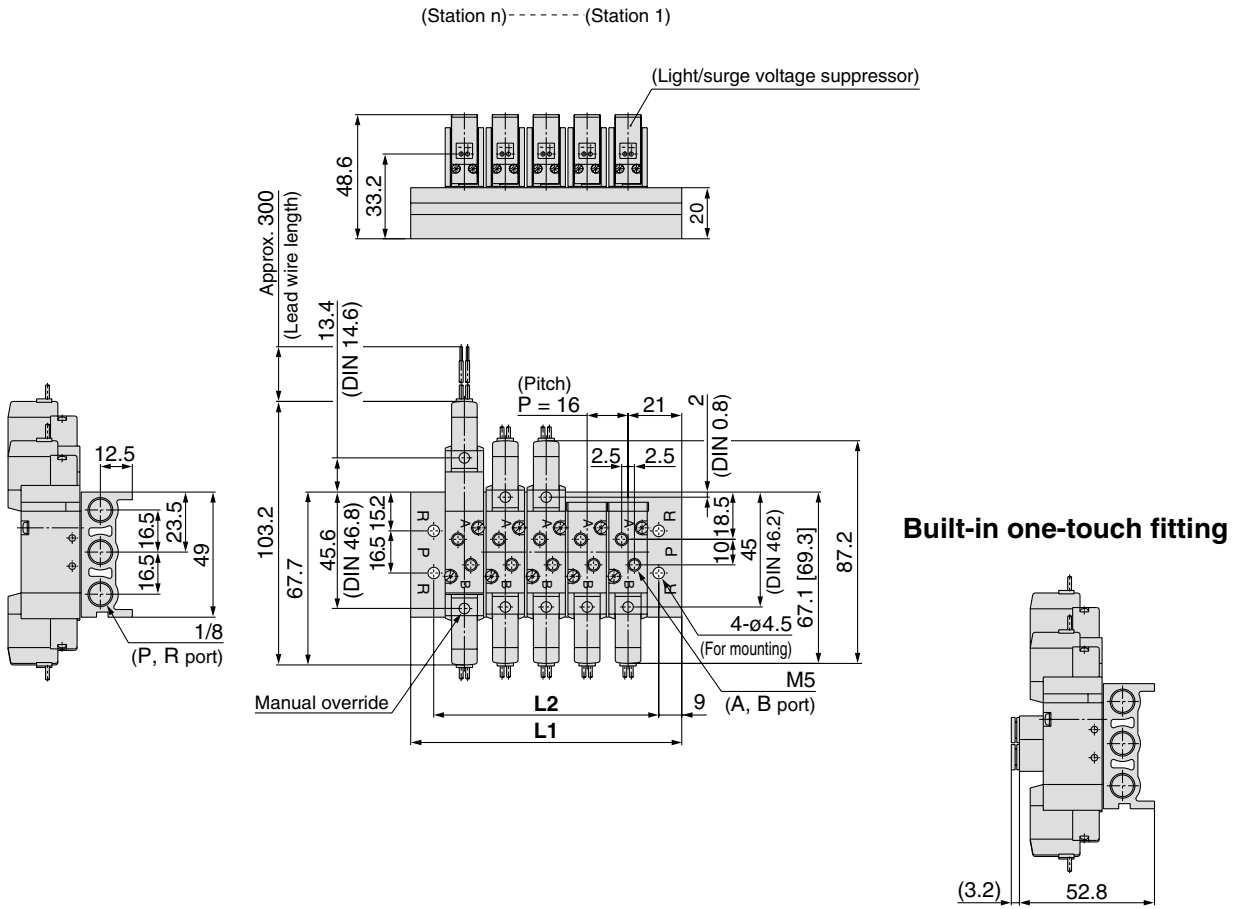 (Station n)
(Station 1)
(Light/surge voltage suppressor)
48.6
33.2
20
Approx. 300
(Lead wire length)
13.4
(DIN 14.6)
(Pitch)
P = 16
21
2
(DIN 0.8)
2.5
2.5
12.5
16.5
16.5
23.5
49
1/8
(P, R port)
103.2
67.7
45.6
(DIN 46.8)
16.5
15.2
R
P
R
A
A
A
A
A
B
B
B
B
B
R
P
R
10
18.5
45
(DIN 46.2)
67.1 [69.3]
87.2
4-ø4.5
(For mounting)
M5
(A, B port)
Manual override
L2
9
L1
Built-in one-touch fitting
(3.2)
52.8